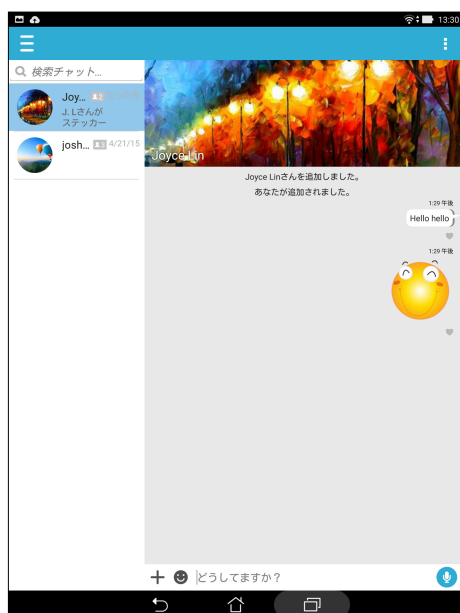 13:30
検索チャット...
Joy... 2
J. Lさんが
ステッカー
josh... 3 4/21/15
Joyce Lin
Joyce Linさんを追加しました。
あなたが追加されました。
1:29 午後
Hello hello
1:29 午後
どうしてますか？